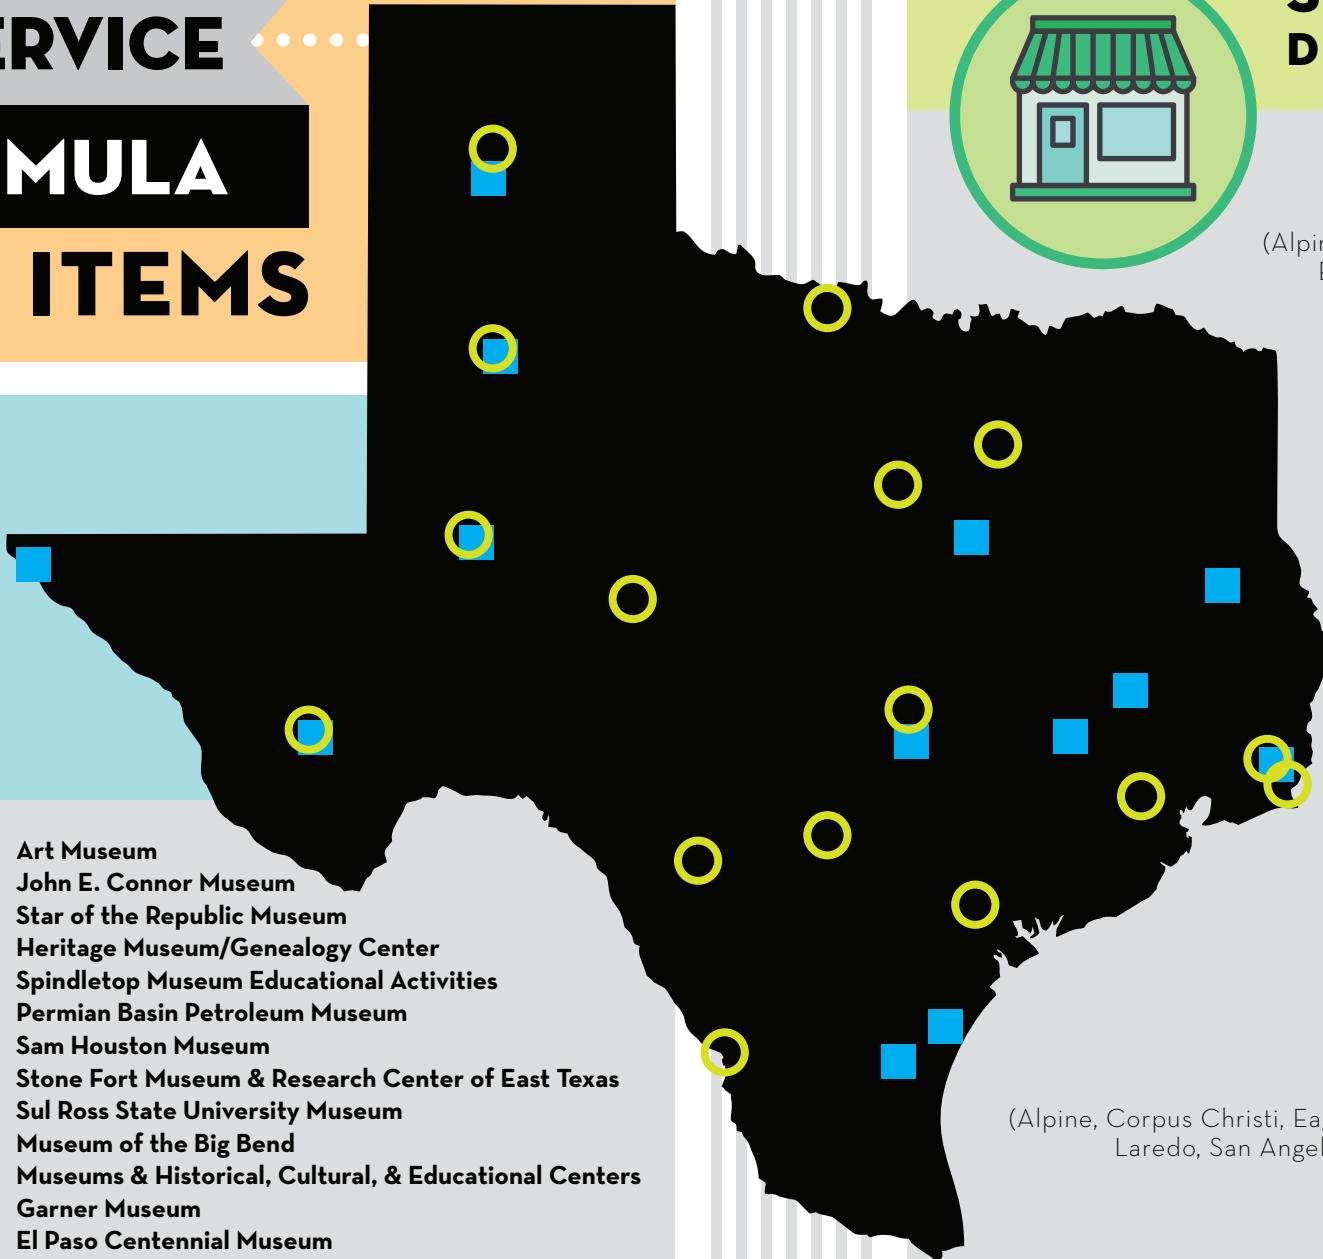 ERVICE
MULA
ITEMS
D
(Alpin
Art Museum
John E. Connor Museum
Star of the Republic Museum
Heritage Museum/Genealogy Center
Spindletop Museum Educational Activities
Permian Basin Petroleum Museum
Sam Houston Museum
Stone Fort Museum & Research Center of East Texas
Sul Ross State University Museum
Museum of the Big Bend
Museums & Historical, Cultural, & Educational Centers
Garner Museum
El Paso Centennial Museum
(Alpine, Corpus Christi, Eag
Laredo, San Angel